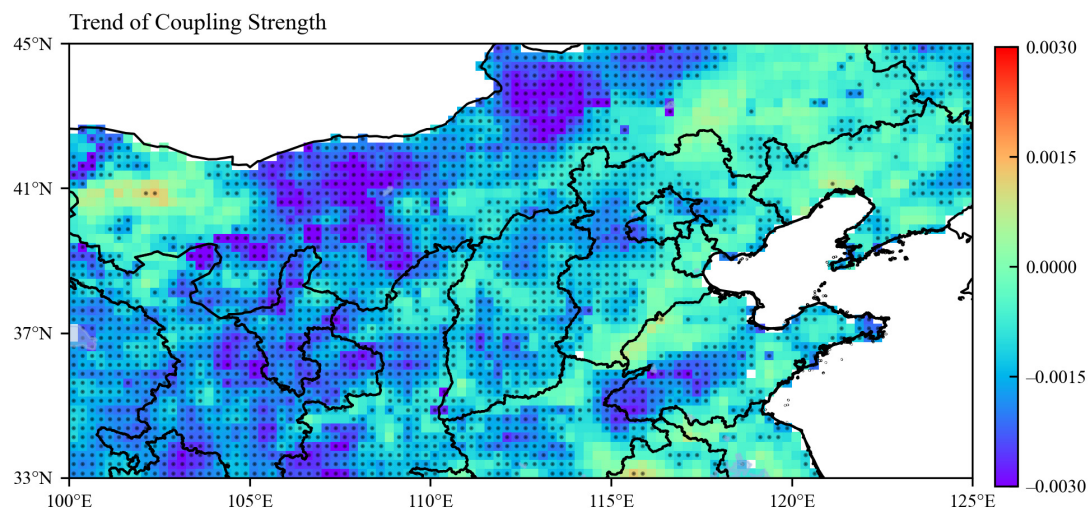 Trend of Coupling Strength
45°N
41°N
37°N
33°N
100°E
105°E
110°E
115°E
120°E
125°E
0.0030
0.0015
0.0000
–0.0015
–0.0030